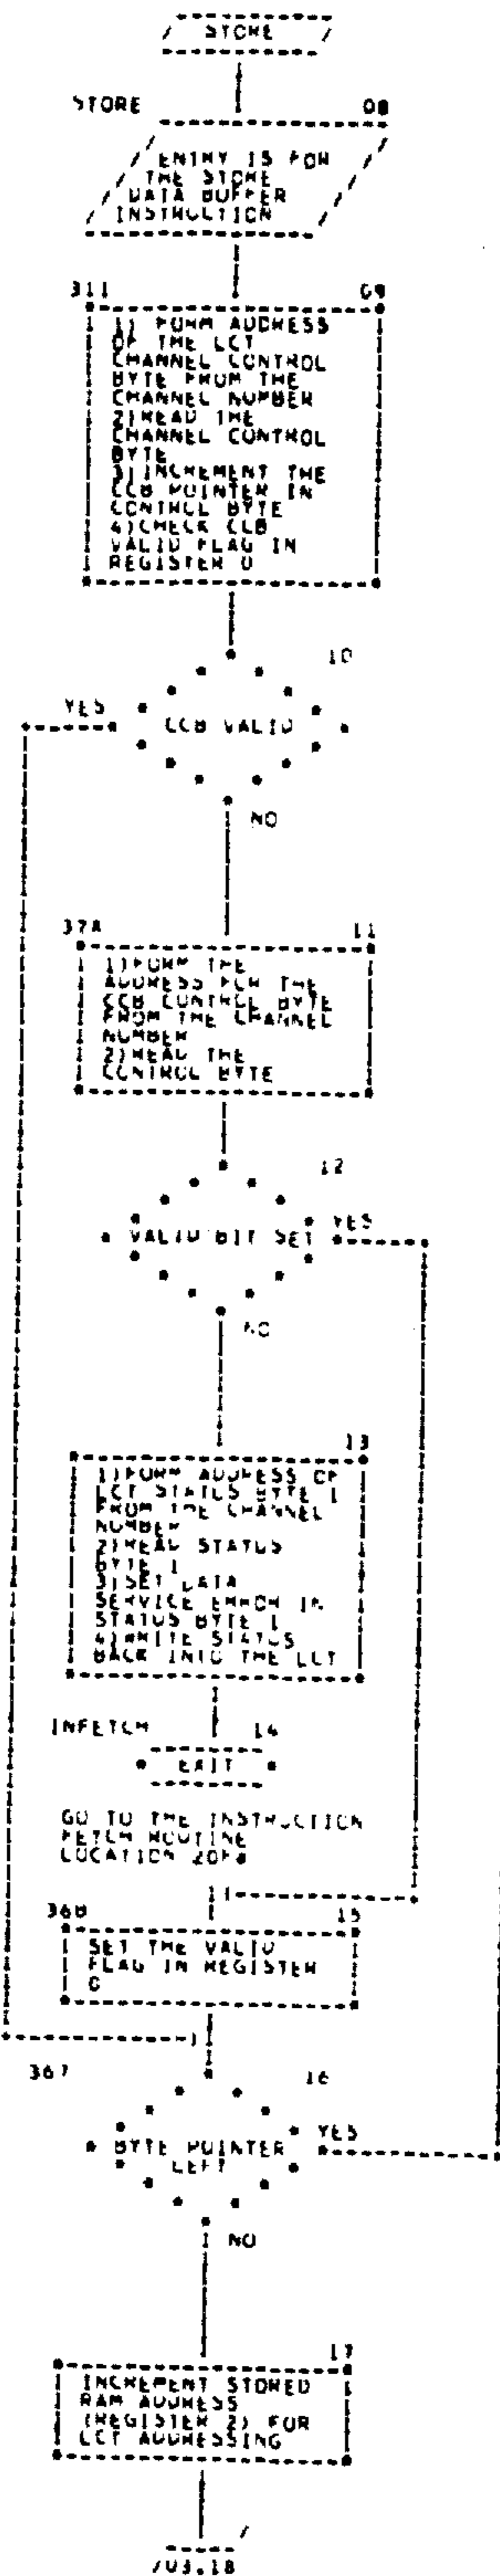 STORE
STORE 08
ENTRY IS FOR
THE STORE
DATA BUFFER
INSTRUCTION
311 09
1) FORM ADDRESS
OF THE LCT
CHANNEL CONTROL
BYTE FROM THE
CHANNEL NUMBER
2)READ THE
CHANNEL CONTROL
BYTE
3)INCREMENT THE
CCB POINTER IN
CONTROL BYTE
4)CHECK CCB
VALID FLAG IN
REGISTER 0
10
YES
CCB VALID
NO
37A 11
1)FORM THE
ADDRESS FOR THE
CCB CONTROL BYTE
FROM THE CHANNEL
NUMBER
2)READ THE
CONTROL BYTE
12
VALID BIT SET YES
NO
13
1)FORM ADDRESS OF
LCT STATUS BYTE 1
FROM THE CHANNEL
NUMBER
2)READ STATUS
BYTE 1
3)SET DATA
SERVICE ERROR IN
STATUS BYTE 1
4)WRITE STATUS
BACK INTO THE LCT
INFETCH 14
EXIT
GO TO THE INSTRUCTION
FETCH ROUTINE
LOCATION
15
SET THE VALID
FLAG IN REGISTER
0
367 16
YES
BYTE POINTER
LEFT
NO
17
INCREMENT STORED
RAM ADDRESS
(REGISTER 2) FOR
LCT ADDRESSING
/03.18